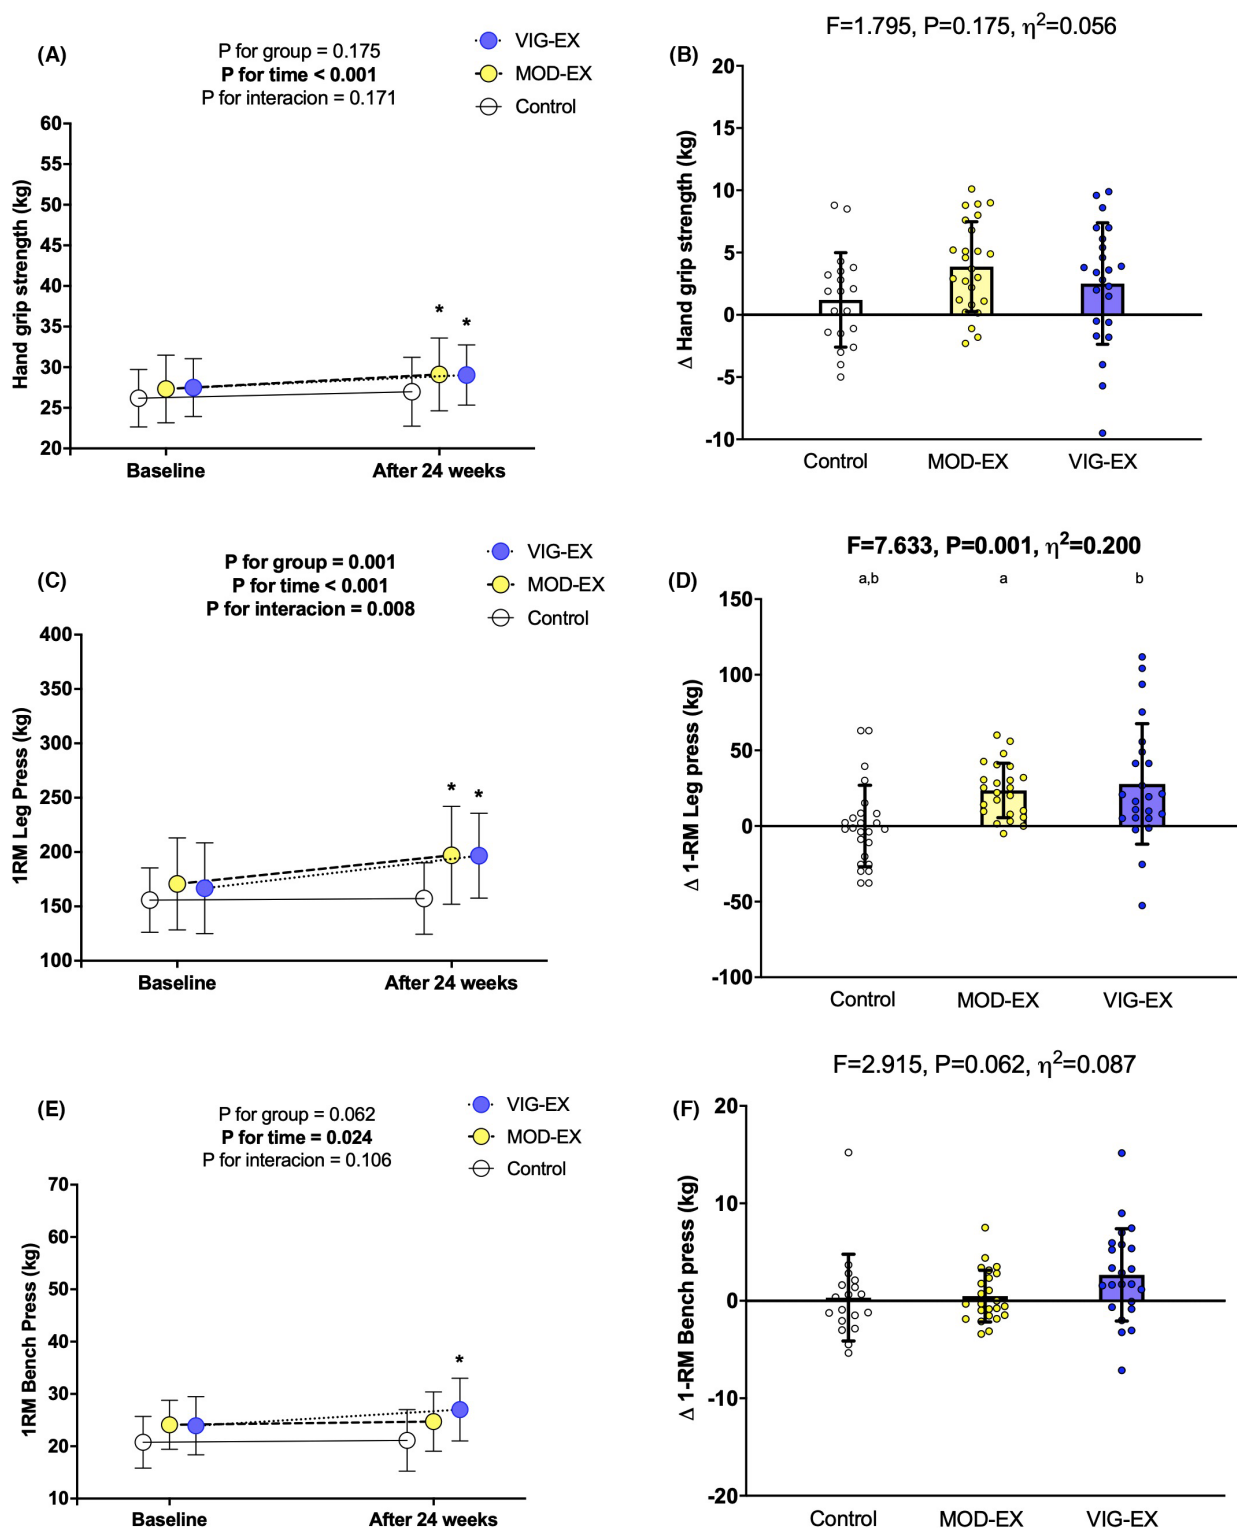 (A)
P for group = 0.175
P for time < 0.001
P for interacion = 0.171
VIG-EX
MOD-EX
Control
Hand grip strength (kg)
60
55
50
45
40
35
30
25
20
* *
Baseline After 24 weeks
(B)
F=1.795, P=0.175, η²=0.056
Δ Hand grip strength (kg)
20
15
10
5
0
-5
-10
Control MOD-EX VIG-EX
(C)
P for group = 0.001
P for time < 0.001
P for interacion = 0.008
VIG-EX
MOD-EX
Control
1RM Leg Press (kg)
400
350
300
250
200
150
100
* *
Baseline After 24 weeks
(D)
F=7.633, P=0.001, η²=0.200
a,b a b
Δ 1-RM Leg press (kg)
150
100
50
0
-50
-100
Control MOD-EX VIG-EX
(E)
P for group = 0.062
P for time = 0.024
P for interacion = 0.106
VIG-EX
MOD-EX
Control
1RM Bench Press (kg)
70
60
50
40
30
20
10
*
Baseline After 24 weeks
(F)
F=2.915, P=0.062, η²=0.087
Δ 1-RM Bench press (kg)
20
10
0
-10
-20
Control MOD-EX VIG-EX